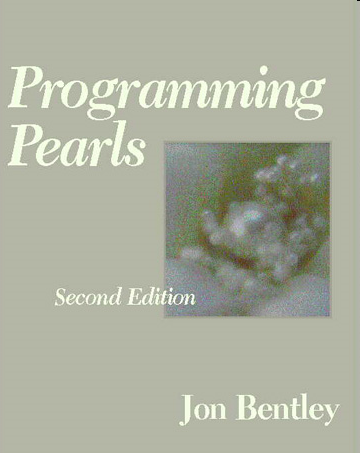 Programming
Pearls
Second Edition
Jon Bentley